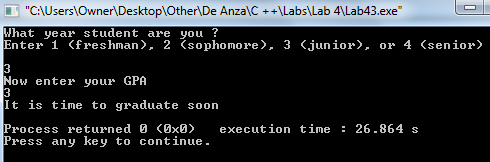 "C:\Users\Owner\Desktop\Other\De Anza\C ++\Labs\Lab 4\Lab43.exe"
What year student are you ?
Enter 1 (freshman), 2 (sophomore), 3 (junior), or 4 (senior)
3
Now enter your GPA
3
It is time to graduate soon
Process returned 0 (0x0)   execution time : 26.864 s
Press any key to continue.